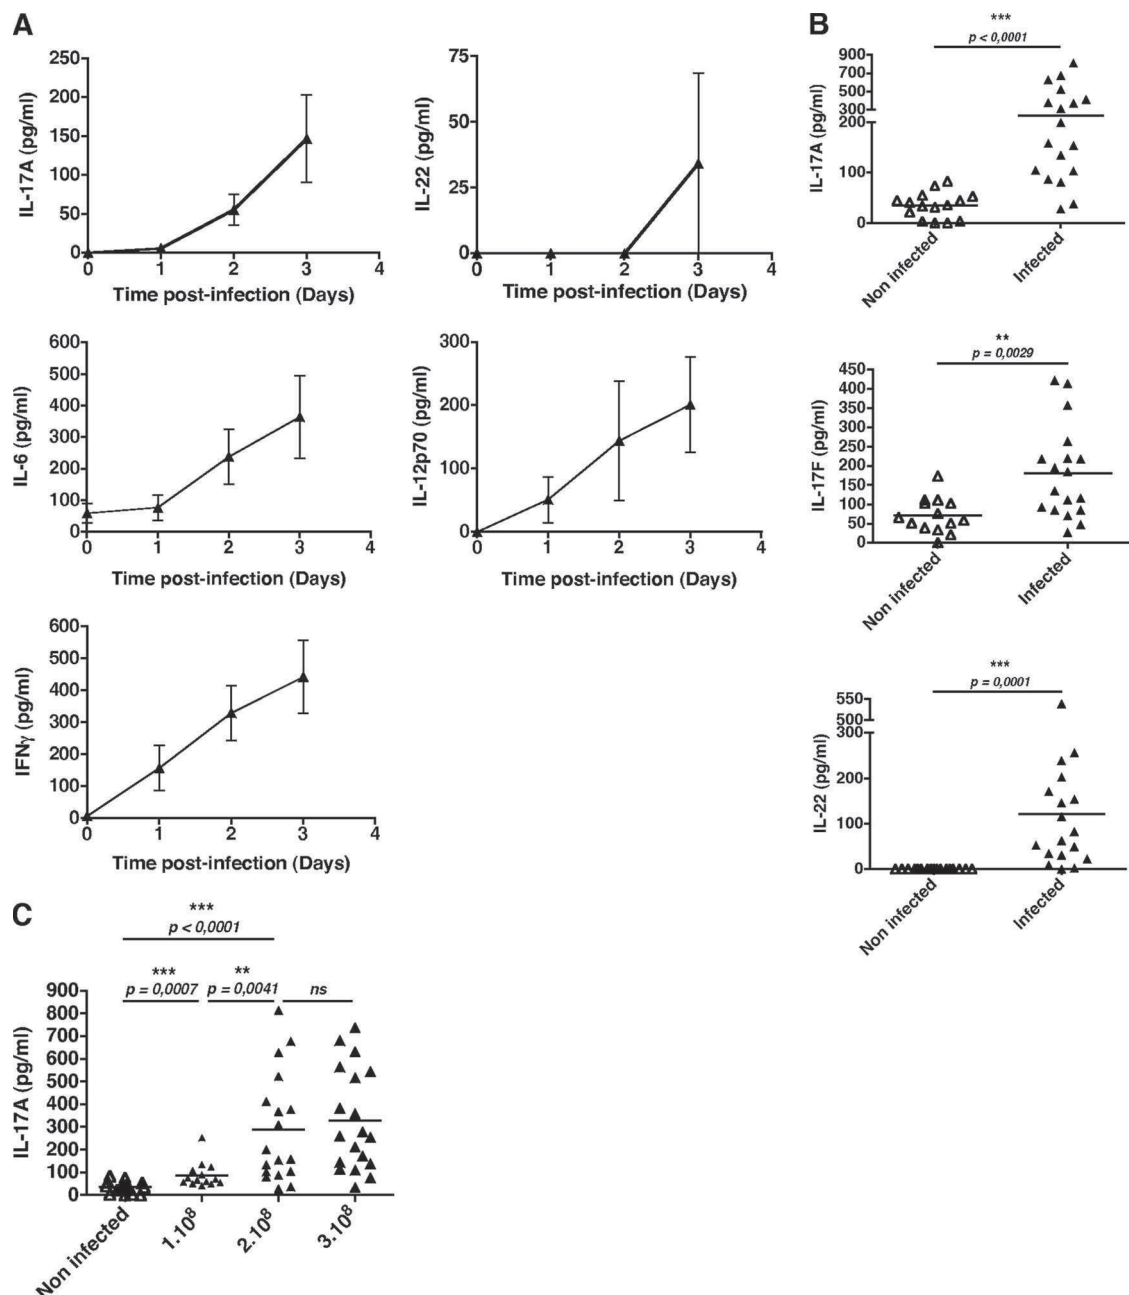 A
250
200
150
100
50
0
IL-17A (pg/ml)
0 1 2 3 4
Time post-infection (Days)
75
50
25
0
IL-22 (pg/ml)
0 1 2 3 4
Time post-infection (Days)
600
500
400
300
200
100
0
IL-6 (pg/ml)
0 1 2 3 4
Time post-infection (Days)
300
200
100
0
IL-12p70 (pg/ml)
0 1 2 3 4
Time post-infection (Days)
600
500
400
300
200
100
0
IFNγ (pg/ml)
0 1 2 3 4
Time post-infection (Days)
B
***
p < 0,0001
900
700
500
300
200
100
0
IL-17A (pg/ml)
Non infected
Infected
**
p = 0,0029
450
400
350
300
250
200
150
100
50
0
IL-17F (pg/ml)
Non infected
Infected
***
p = 0,0001
550
500
300
200
100
0
IL-22 (pg/ml)
Non infected
Infected
C
***
p < 0,0001
*** **
p = 0,0007 p = 0,0041 ns
900
800
700
600
500
400
300
200
100
0
IL-17A (pg/ml)
Non infected
1.10⁸
2.10⁸
3.10⁸